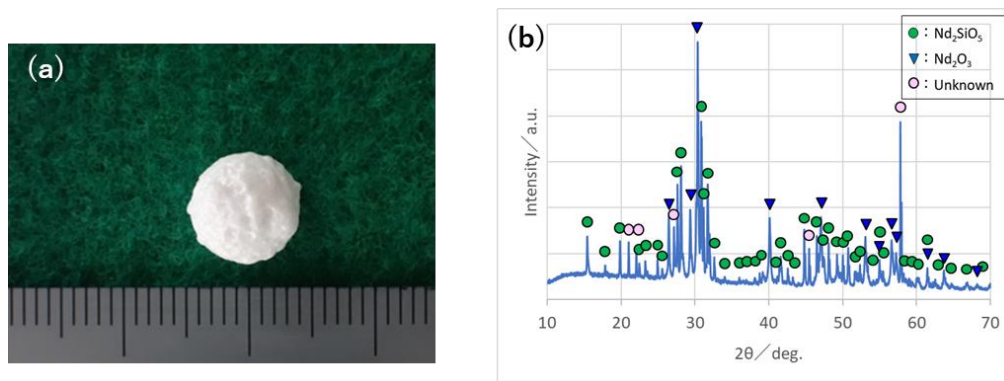 (a)
(b)
● : Nd₂SiO₅
▼ : Nd₂O₃
○ : Unknown
Intensity／a.u.
10 20 30 40 50 60 70
2θ／deg.